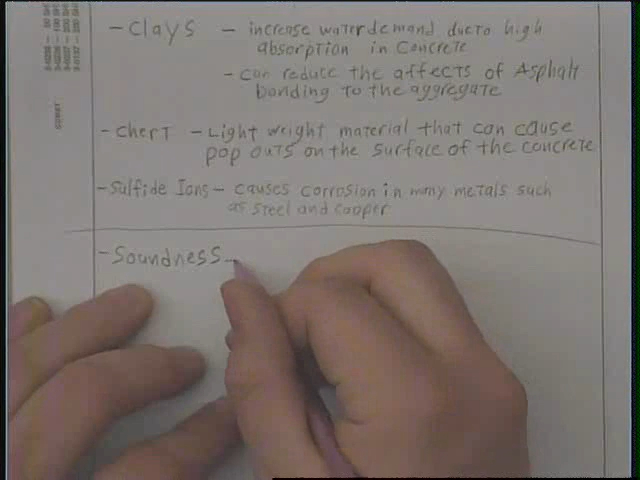 - Clays - increase water demand due to high
absorption in concrete
- can reduce the affects of Asphalt
bonding to the aggregate
- chert - Light weight material that can cause
pop outs on the surface of the concrete
- Sulfide Ions - causes corrosion in many metals such
as steel and copper
- Soundness -
COMET